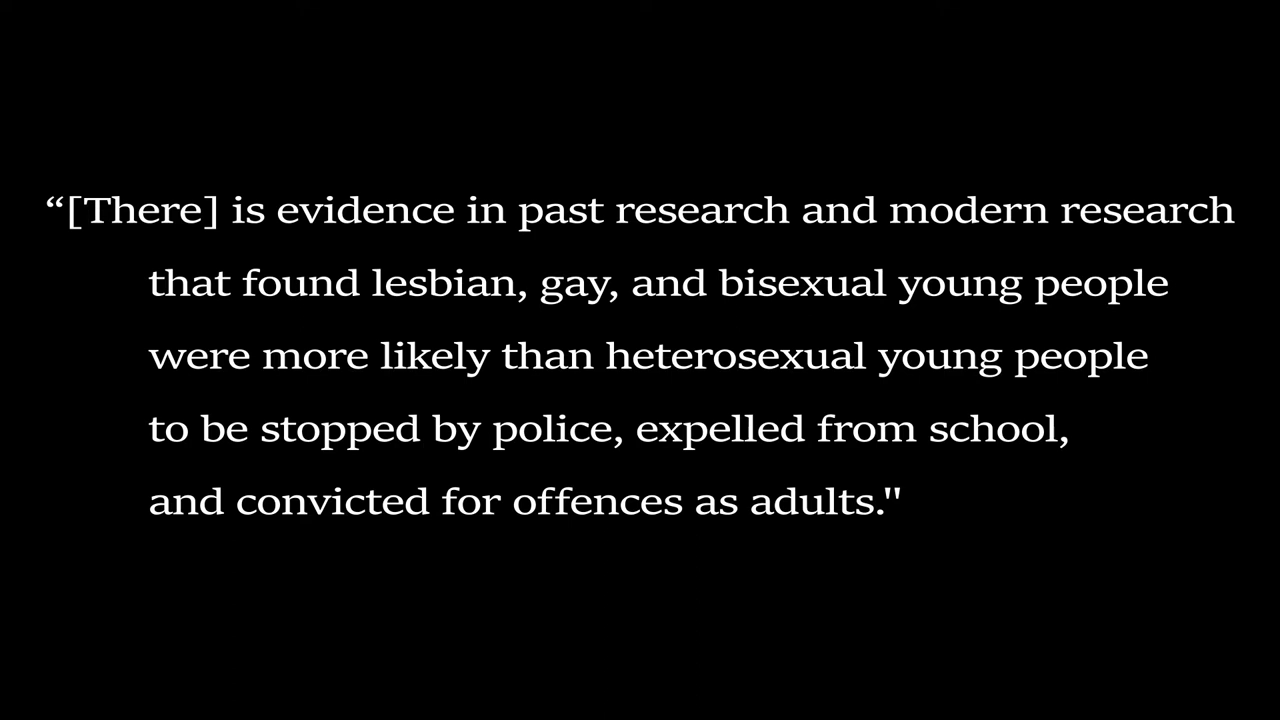 “[There] is evidence in past research and modern research
that found lesbian, gay, and bisexual young people
were more likely than heterosexual young people
to be stopped by police, expelled from school,
and convicted for offences as adults."